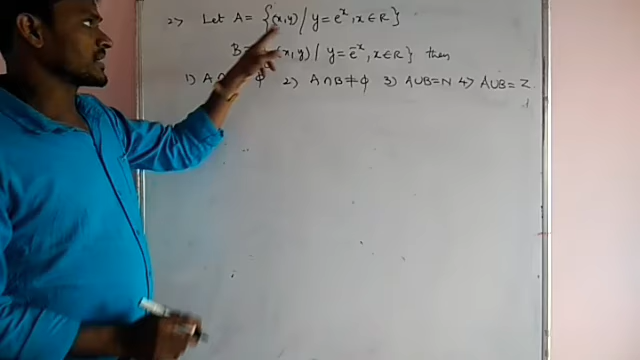 2) Let A = {(x,y) / y = e^x, x ∈ R}
B = x,y) / y = e^-x, x ∈ R} then
1) A ∩ ϕ 2) A ∩ B ≠ ϕ 3) A ∪ B = N 4) A ∪ B = Z